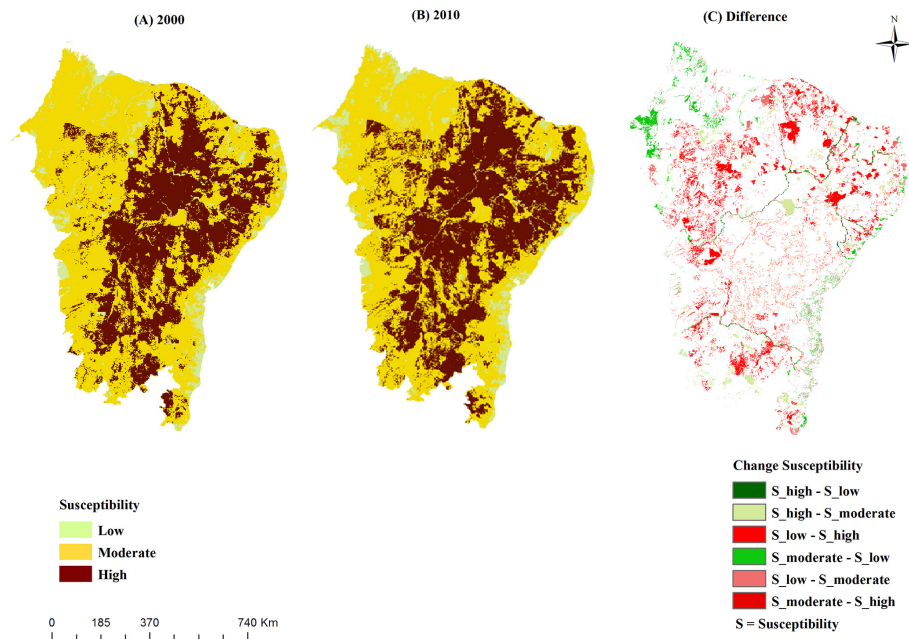 (A) 2000
(B) 2010
(C) Difference
N
Susceptibility
Low
Moderate
High
0 185 370 740 Km
Change Susceptibility
S_high - S_low
S_high - S_moderate
S_low - S_high
S_moderate - S_low
S_low - S_moderate
S_moderate - S_high
S = Susceptibility